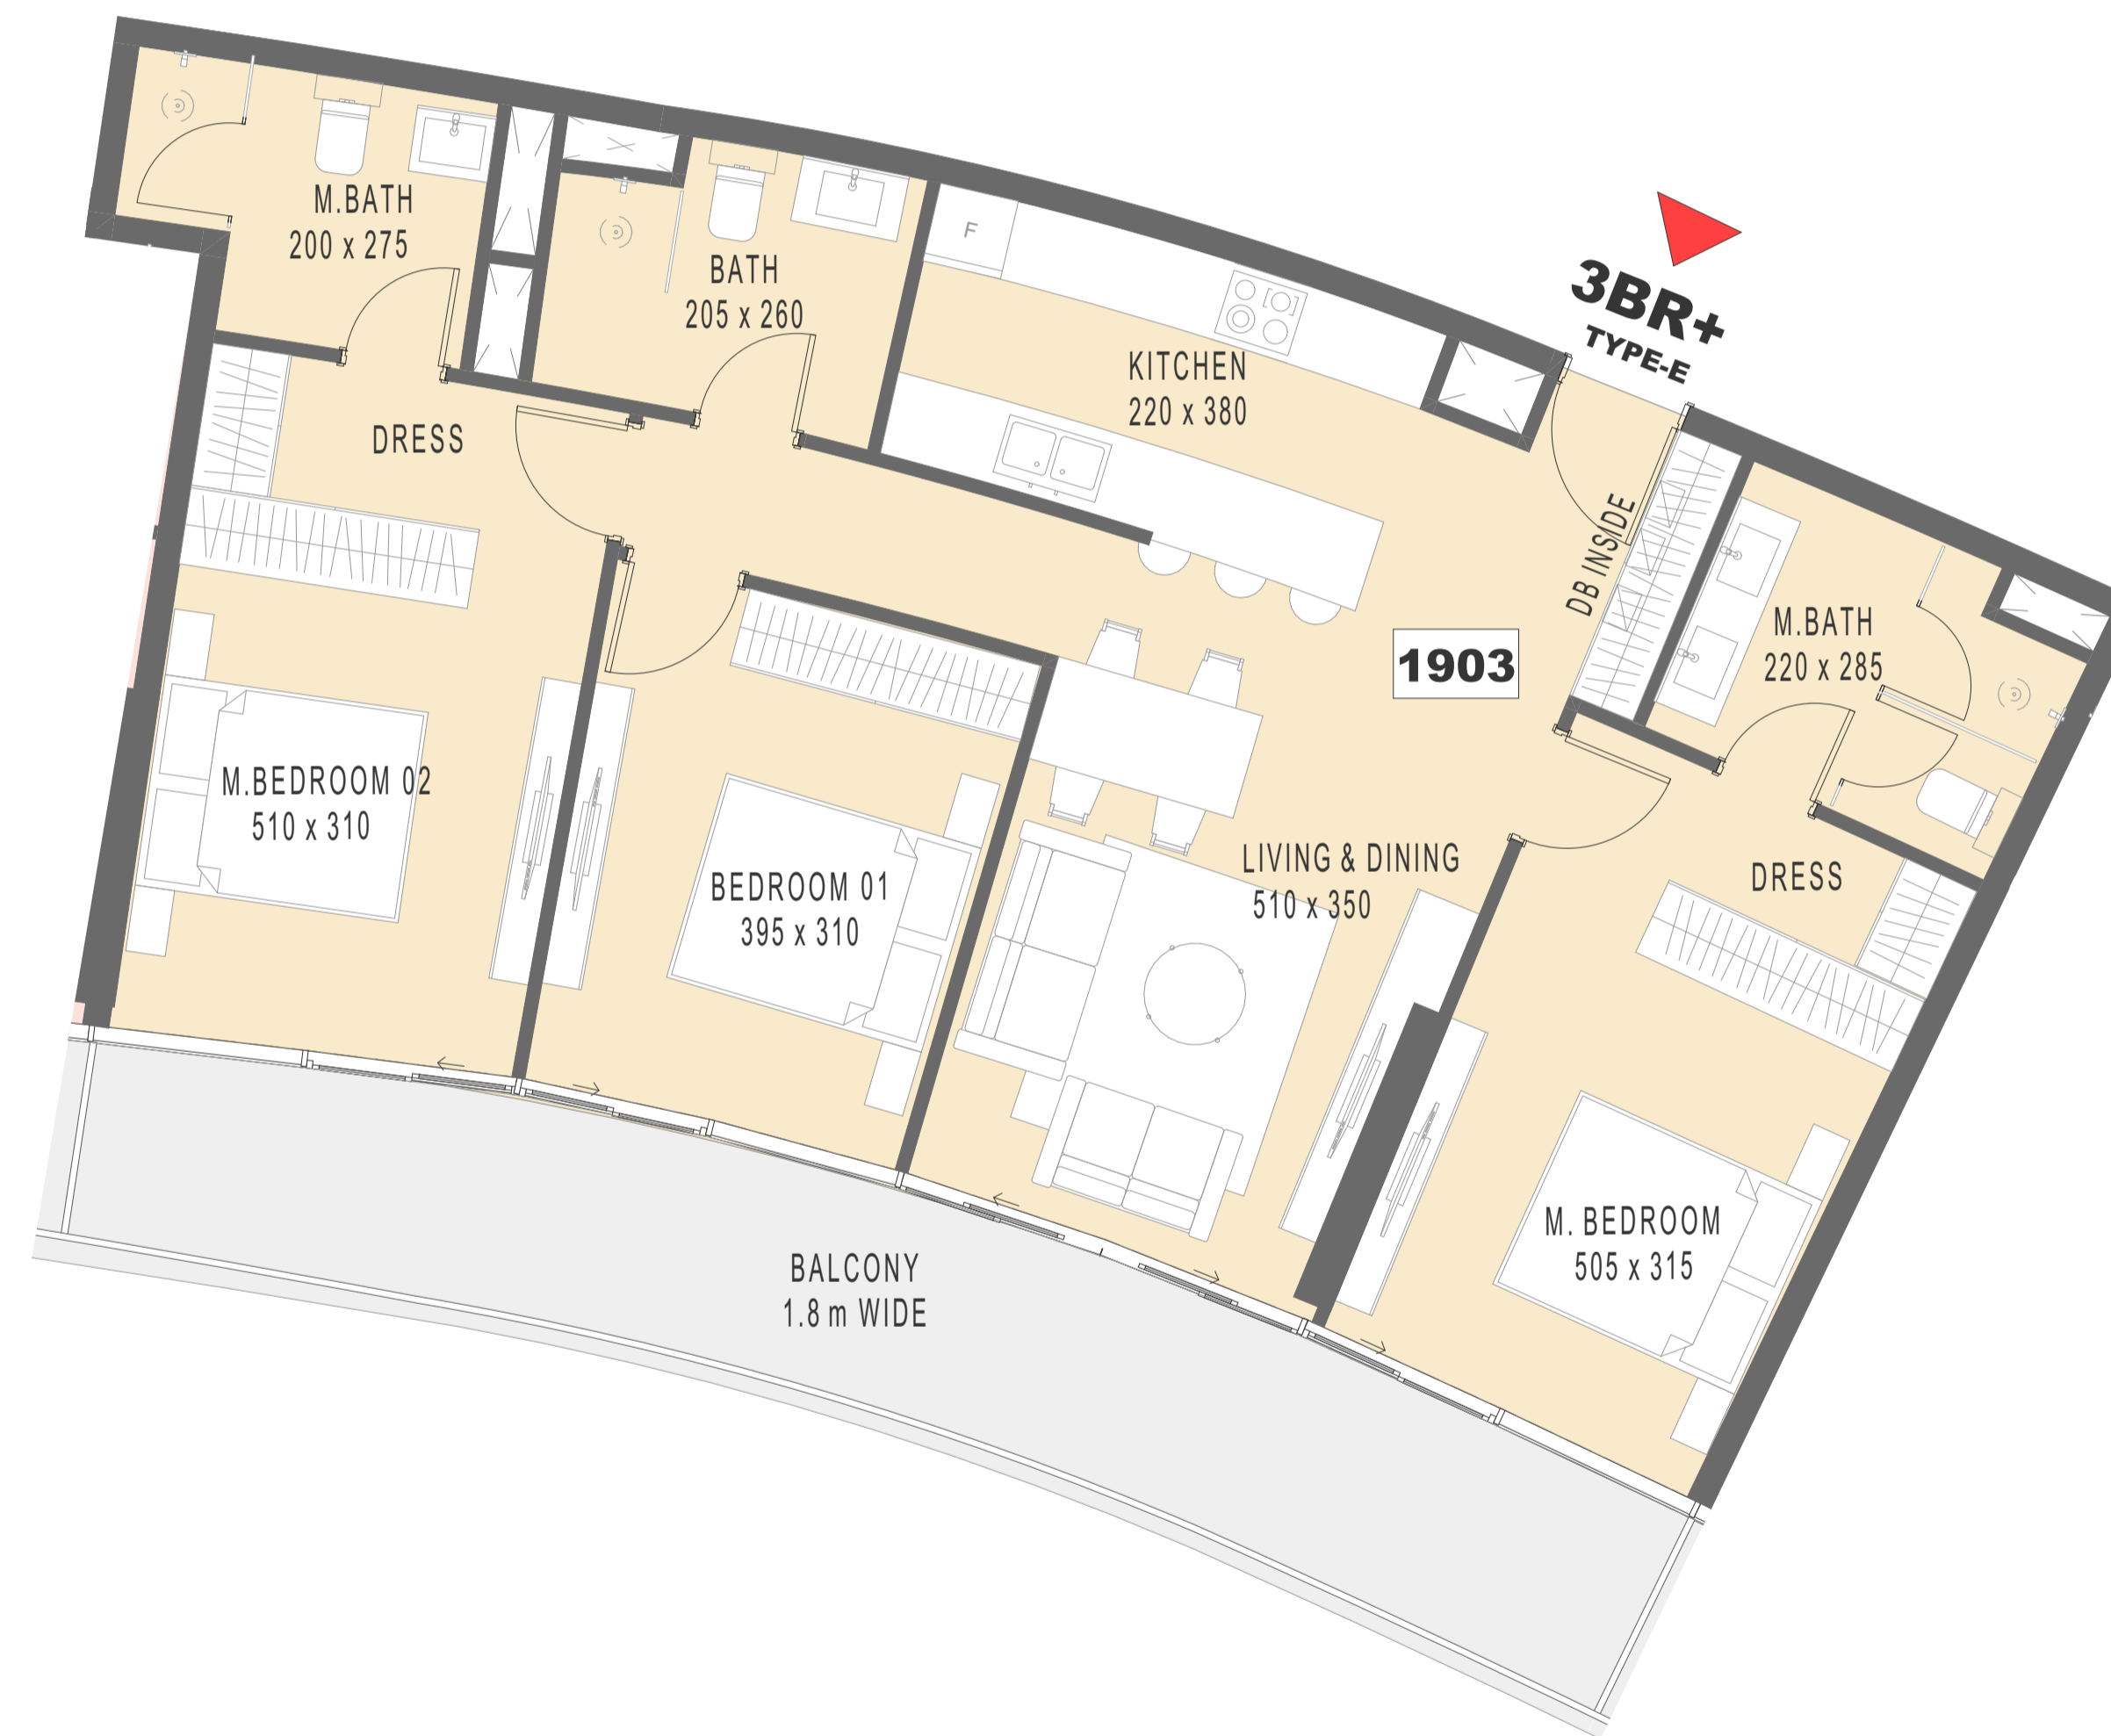 M.BATH
200 x 275
BATH
205 x 260
F
KITCHEN
220 x 380
3BR+
TYPE-E
DRESS
DB INSIDE
M.BATH
220 x 285
1903
M.BEDROOM 02
510 x 310
BEDROOM 01
395 x 310
LIVING & DINING
510 x 350
DRESS
M. BEDROOM
505 x 315
BALCONY
1.8 m WIDE